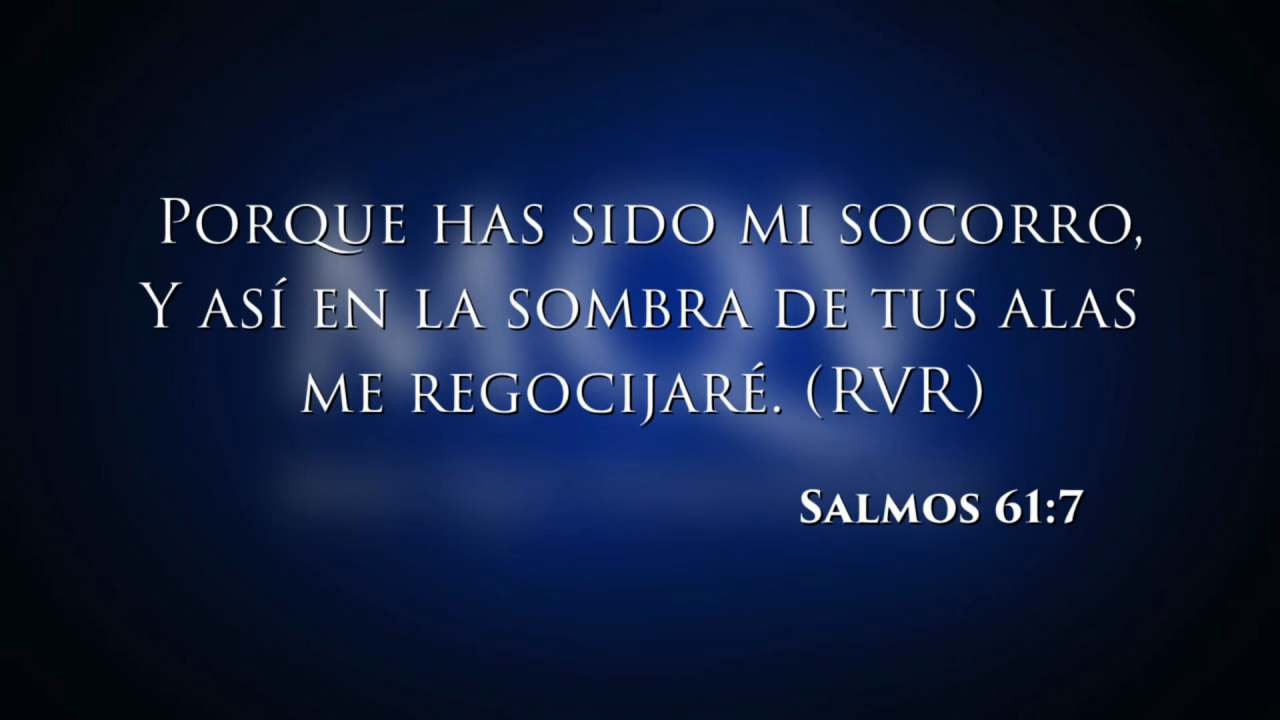 Porque has sido mi socorro,
Y así en la sombra de tus alas
me regocijaré. (RVR)
Salmos 61:7